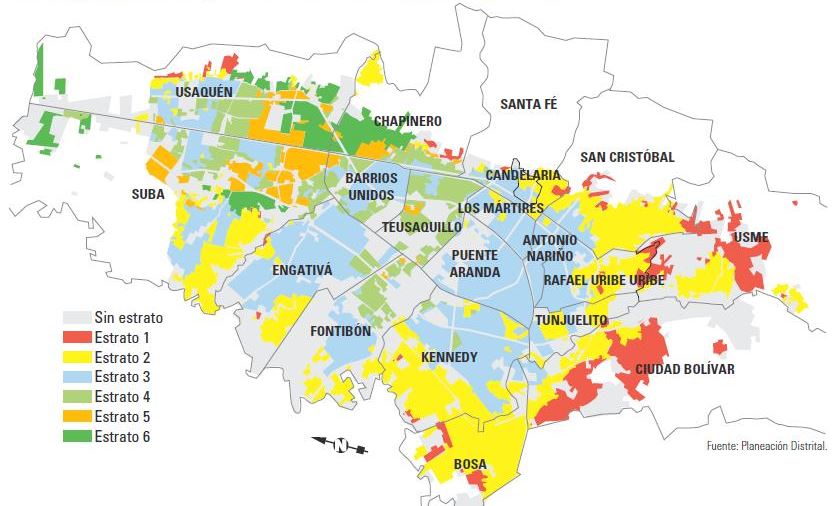 USAQUÉN
CHAPINERO
SANTA FÉ
SAN CRISTÓBAL
CANDELARIA
BARRIOS
UNIDOS
SUBA
LOS MÁRTIRES
TEUSAQUILLO
ANTONIO
NARIÑO
USME
PUENTE
ARANDA
ENGATIVÁ
RAFAEL URIBE URIBE
TUNJUELITO
FONTIBÓN
KENNEDY
CIUDAD BOLÍVAR
BOSA
Sin estrato
Estrato 1
Estrato 2
Estrato 3
Estrato 4
Estrato 5
Estrato 6
N
Fuente: Planeación Distrital.